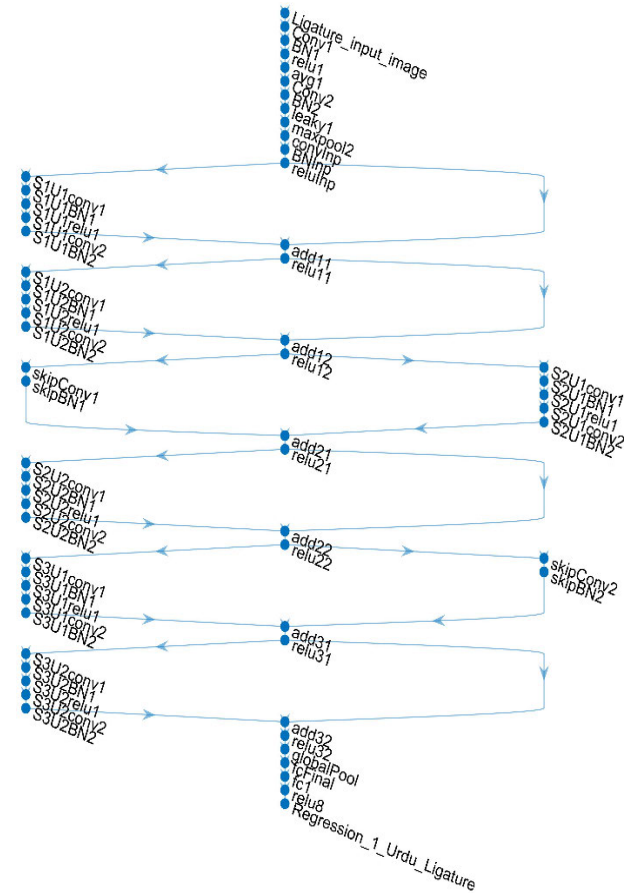 Ligature_input_image
Conv1
BN1
relu1
avg1
Conv2
BN2
leaky1
maxpool2
convInp
BNInp
reluInp
S1U1conv1
S1U1BN1
S1U1relu1
S1U1conv2
S1U1BN2
add11
relu11
S1U2conv1
S1U2BN1
S1U2relu1
S1U2conv2
S1U2BN2
add12
relu12
skipConv1
skipBN1
S2U1conv1
S2U1BN1
S2U1relu1
S2U1conv2
S2U1BN2
add21
relu21
S2U2conv1
S2U2BN1
S2U2relu1
S2U2conv2
S2U2BN2
add22
relu22
S3U1conv1
S3U1BN1
S3U1relu1
S3U1conv2
S3U1BN2
skipConv2
skipBN2
add31
relu31
S3U2conv1
S3U2BN1
S3U2relu1
S3U2conv2
S3U2BN2
add32
relu32
globalPool
fcFinal
fc1
relu8
Regression_1_Urdu_Ligature